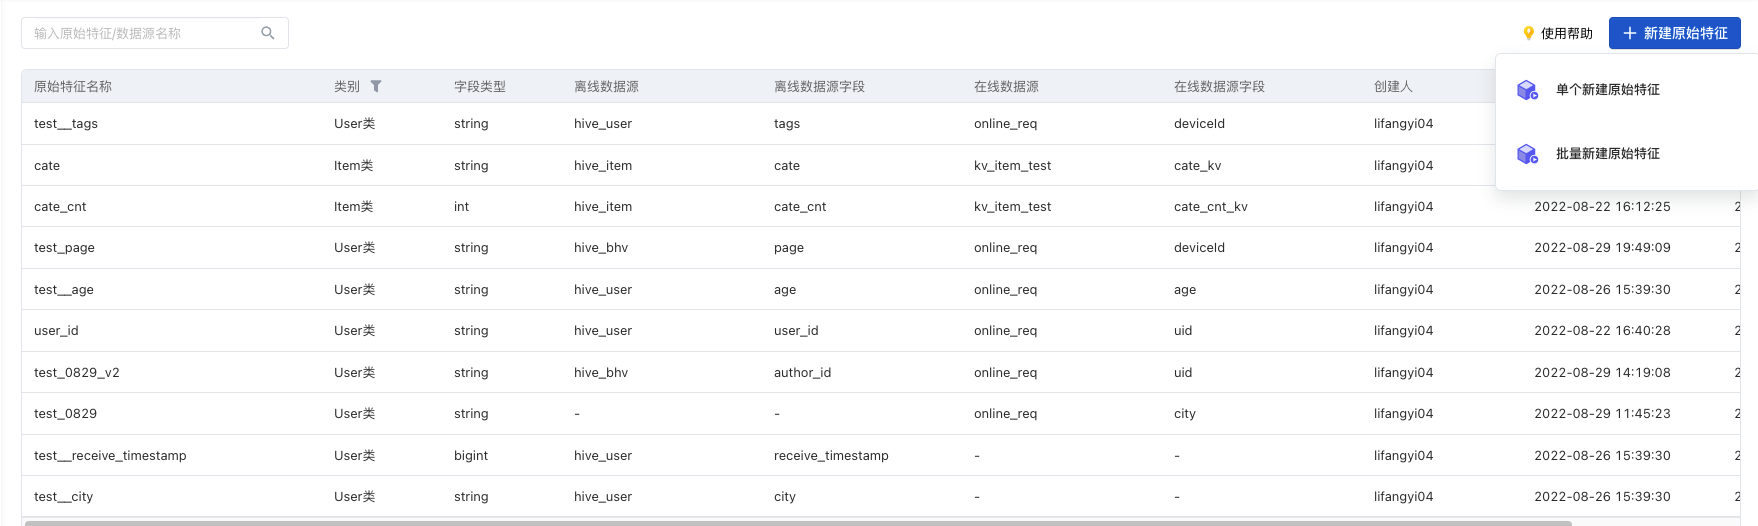 输入原始特征/数据源名称
使用帮助
新建原始特征
单个新建原始特征
批量新建原始特征
原始特征名称 类别 字段类型 离线数据源 离线数据源字段 在线数据源 在线数据源字段 创建人
test__tags User类 string hive_user tags online_req deviceId lifangyi04
cate Item类 string hive_item cate kv_item_test cate_kv lifangyi04
cate_cnt Item类 int hive_item cate_cnt kv_item_test cate_cnt_kv lifangyi04 2022-08-22 16:12:25 2
test_page User类 string hive_bhv page online_req deviceId lifangyi04 2022-08-29 19:49:09 2
test__age User类 string hive_user age online_req age lifangyi04 2022-08-26 15:39:30 2
user_id User类 string hive_user user_id online_req uid lifangyi04 2022-08-22 16:40:28 2
test_0829_v2 User类 string hive_bhv author_id online_req uid lifangyi04 2022-08-29 14:19:08 2
test_0829 User类 string - - online_req city lifangyi04 2022-08-29 11:45:23 2
test__receive_timestamp User类 bigint hive_user receive_timestamp - - lifangyi04 2022-08-26 15:39:30 2
test__city User类 string hive_user city - - lifangyi04 2022-08-26 15:39:30 2